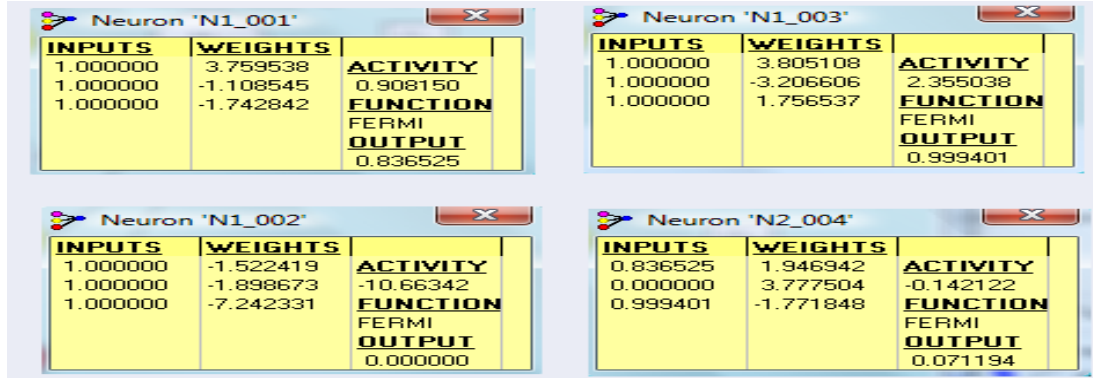 Neuron 'N1_001'
INPUTS WEIGHTS
1.000000 3.759538 ACTIVITY
1.000000 -1.108545 0.908150
1.000000 -1.742842 FUNCTION
FERMI
OUTPUT
0.836525
Neuron 'N1_003'
INPUTS WEIGHTS
1.000000 3.805108 ACTIVITY
1.000000 -3.206606 2.355038
1.000000 1.756537 FUNCTION
FERMI
OUTPUT
0.999401
Neuron 'N1_002'
INPUTS WEIGHTS
1.000000 -1.522419 ACTIVITY
1.000000 -1.898673 -10.66342
1.000000 -7.242331 FUNCTION
FERMI
OUTPUT
0.000000
Neuron 'N2_004'
INPUTS WEIGHTS
0.836525 1.946942 ACTIVITY
0.000000 3.777504 -0.142122
0.999401 -1.771848 FUNCTION
FERMI
OUTPUT
0.071194